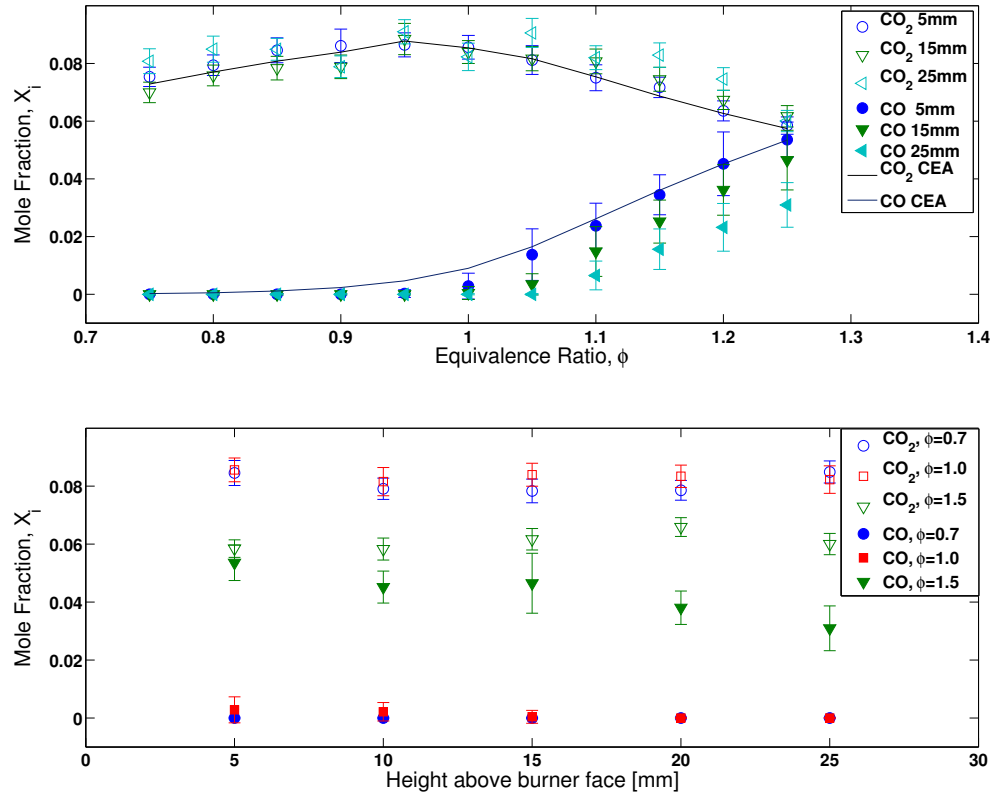 Mole Fraction, X_i
0.08
0.06
0.04
0.02
0
0.7
0.8
0.9
1
1.1
1.2
1.3
1.4
Equivalence Ratio, ϕ
CO₂ 5mm
CO₂ 15mm
CO₂ 25mm
CO 5mm
CO 15mm
CO 25mm
CO₂ CEA
CO CEA
Mole Fraction, X_i
0.08
0.06
0.04
0.02
0
0
5
10
15
20
25
30
Height above burner face [mm]
CO₂, ϕ=0.7
CO₂, ϕ=1.0
CO₂, ϕ=1.5
CO, ϕ=0.7
CO, ϕ=1.0
CO, ϕ=1.5